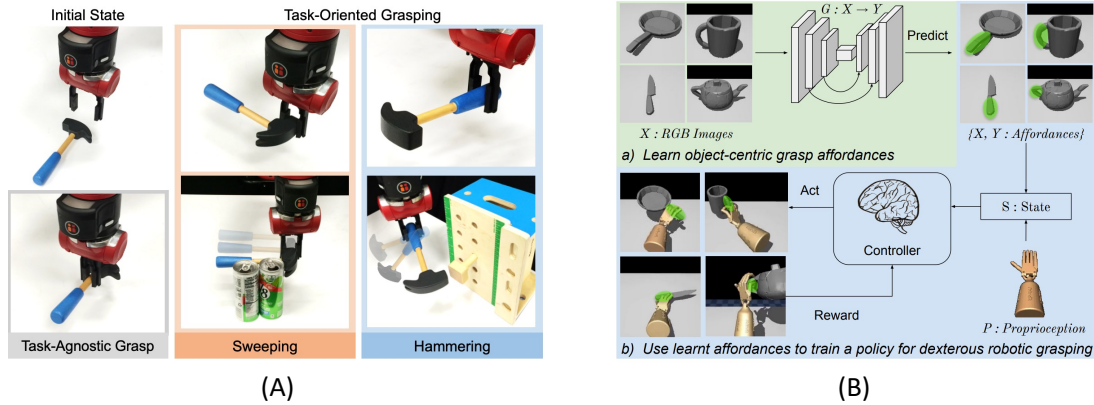 Initial State
Task-Oriented Grasping
Task-Agnostic Grasp
Sweeping
Hammering
(A)
G : X → Y
Predict
X : RGB Images
{X, Y : Affordances}
a) Learn object-centric grasp affordances
Act
Controller
S : State
Reward
P : Proprioception
b) Use learnt affordances to train a policy for dexterous robotic grasping
(B)